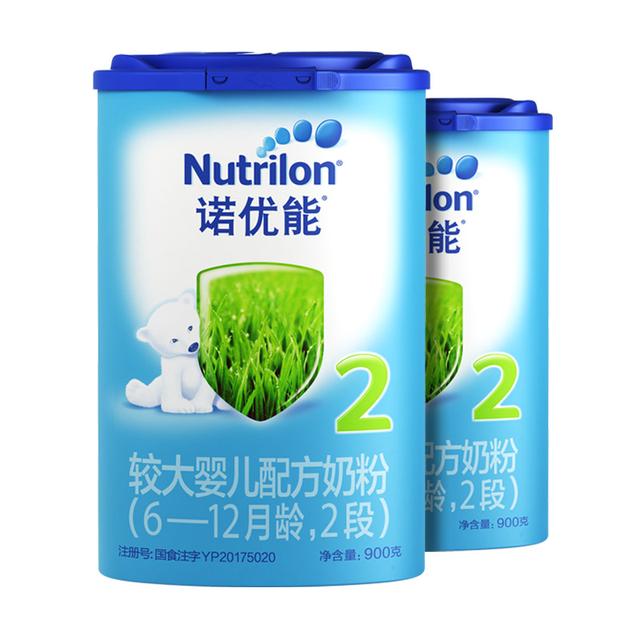 Nutrilon®
诺优能®
2
较大婴儿配方奶粉
(6—12月龄,2段)
注册号:国食注字YP20175020 净含量:900克
lon®
能®
2
配方奶粉
龄,2段)
净含量:900克